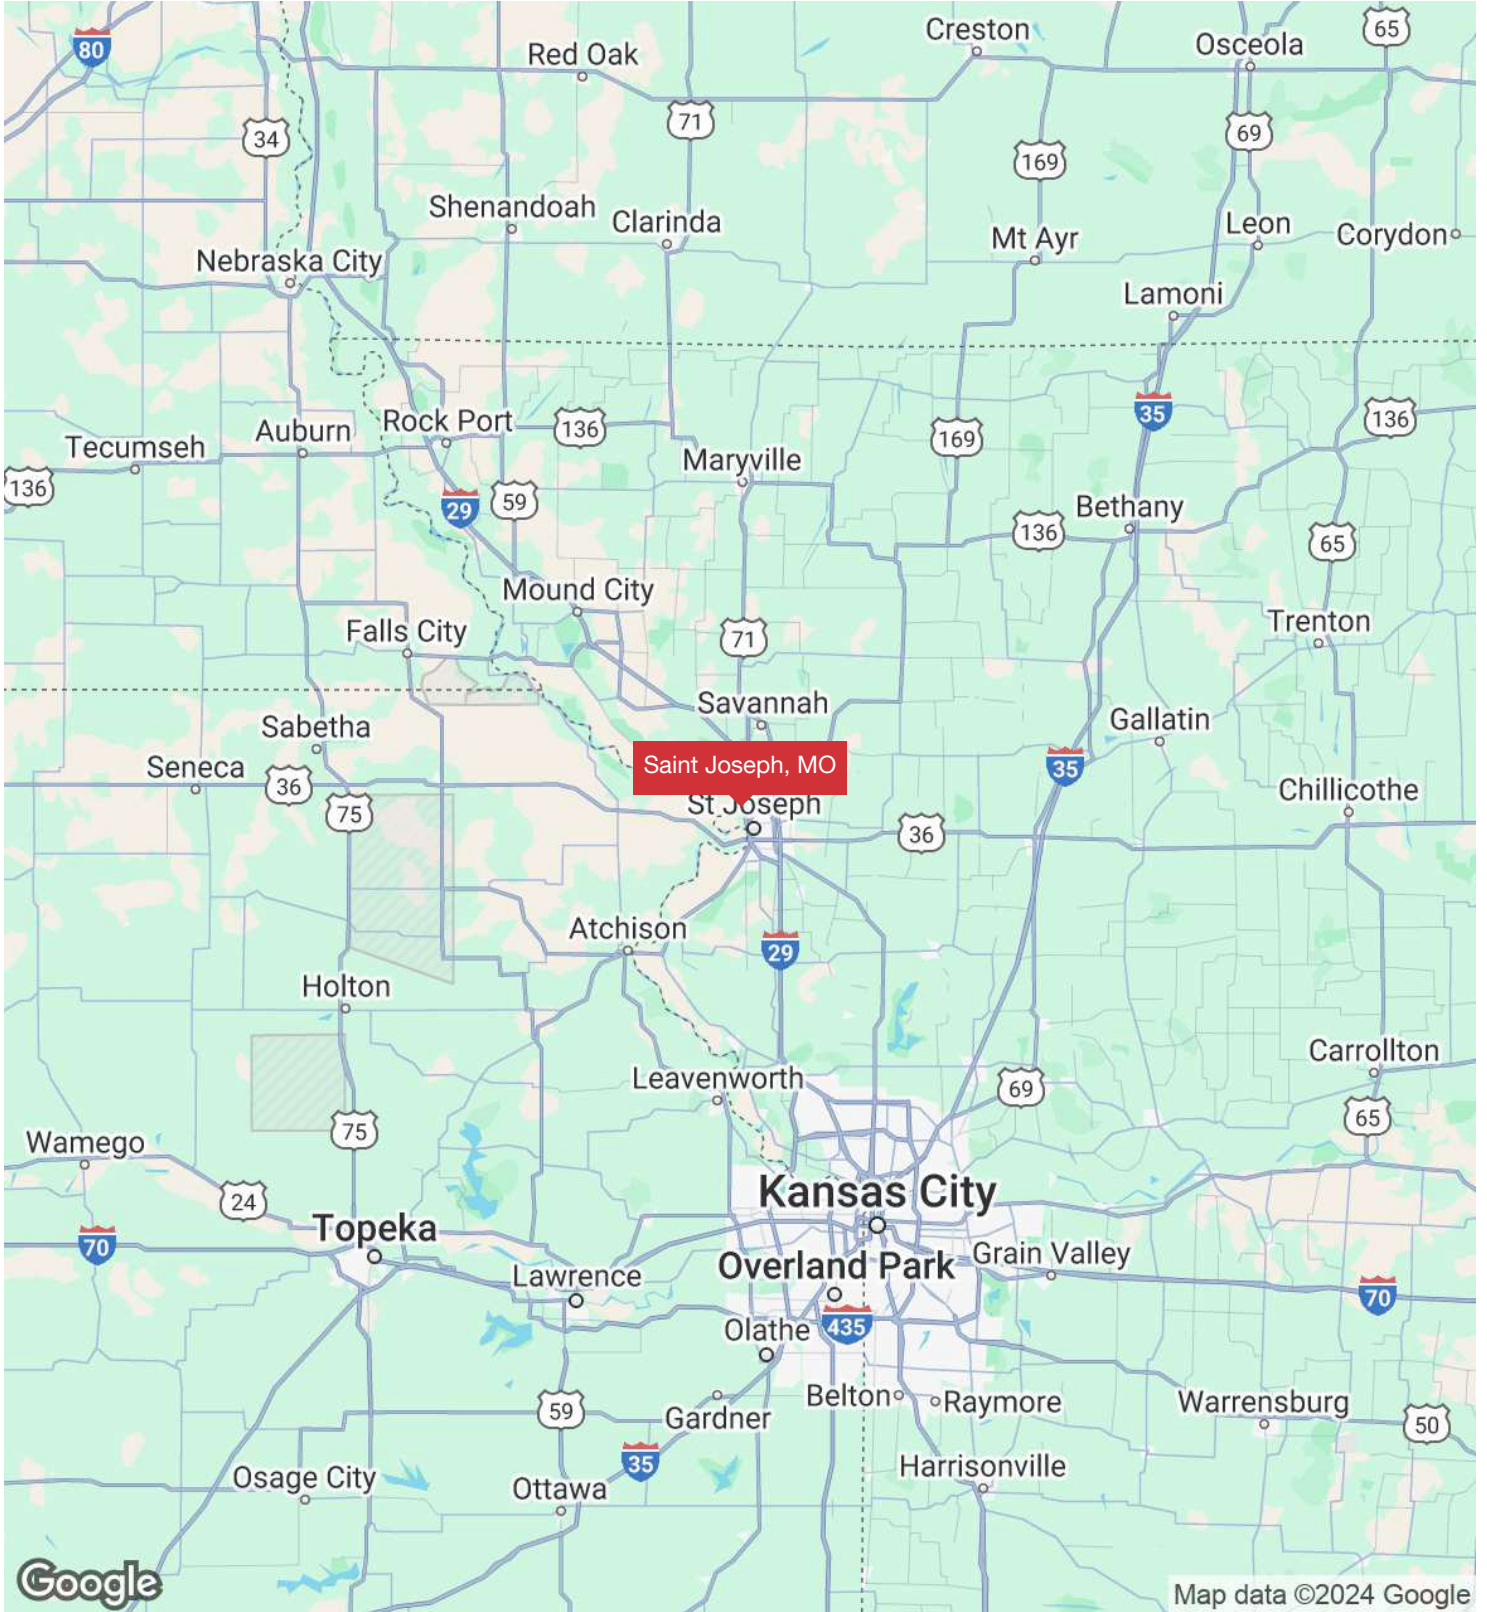 Creston
65
Osceola
80
Red Oak
71
34
69
169
Shenandoah
Clarinda
Leon
Mt Ayr
Corydon
Nebraska City
Lamoni
35
136
Rock Port
136
Auburn
169
Tecumseh
Maryville
136
29
59
Bethany
136
65
Mound City
Trenton
Falls City
71
Savannah
Gallatin
Sabetha
Saint Joseph, MO
35
Seneca
36
Chillicothe
St Joseph
75
36
Atchison
29
Holton
Carrollton
Leavenworth
69
65
75
Wamego
Kansas City
24
Topeka
70
Grain Valley
Overland Park
Lawrence
70
435
Olathe
Belton
Raymore
Warrensburg
59
Gardner
50
35
Harrisonville
Osage City
Ottawa
Google
Map data ©2024 Google